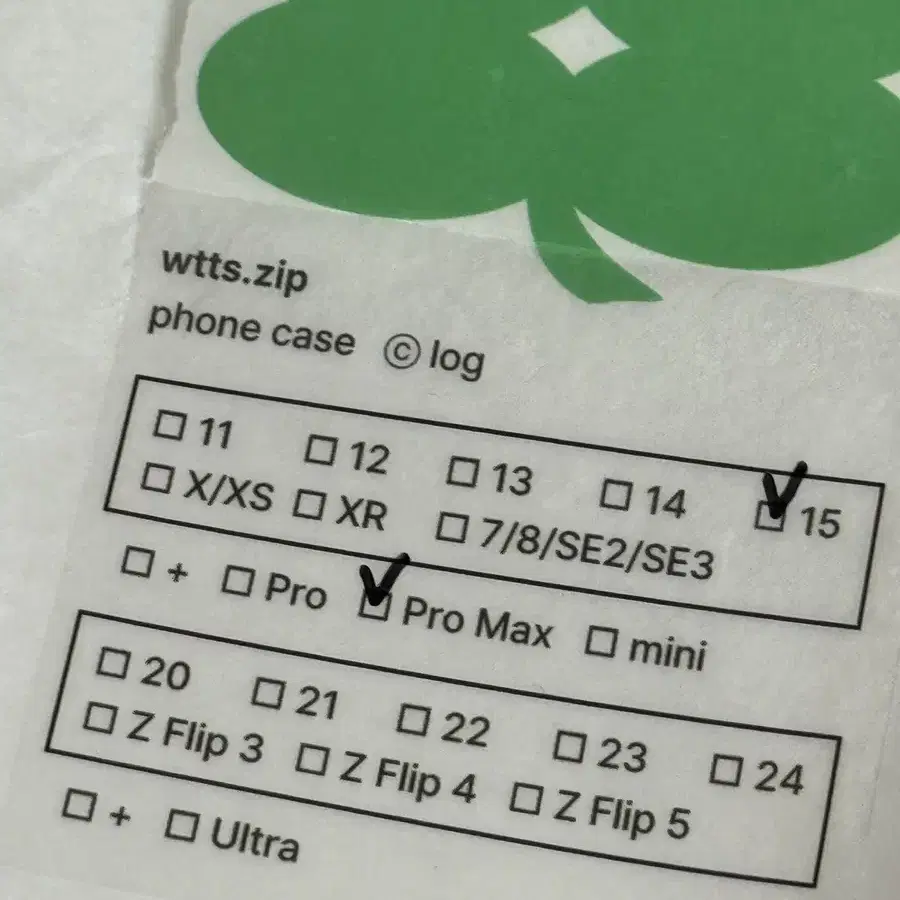 wtts.zip
phone case © log
☐ 11 ☐ 12 ☐ 13 ☐ 14 ☑ 15
☐ X/XS ☐ XR ☐ 7/8/SE2/SE3
☐ + ☐ Pro ☑ Pro Max ☐ mini
☐ 20 ☐ 21 ☐ 22 ☐ 23 ☐ 24
☐ Z Flip 3 ☐ Z Flip 4 ☐ Z Flip 5
☐ + ☐ Ultra